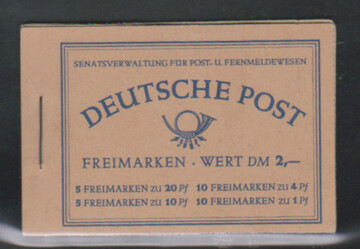 SENATSVERWALTUNG FÜR POST- U. FERNMELDEWESEN
DEUTSCHE POST
FREIMARKEN · WERT DM 2,—
5 FREIMARKEN ZU 20 Pf 10 FREIMARKEN ZU 4 Pf
5 FREIMARKEN ZU 10 Pf 10 FREIMARKEN ZU 1 Pf